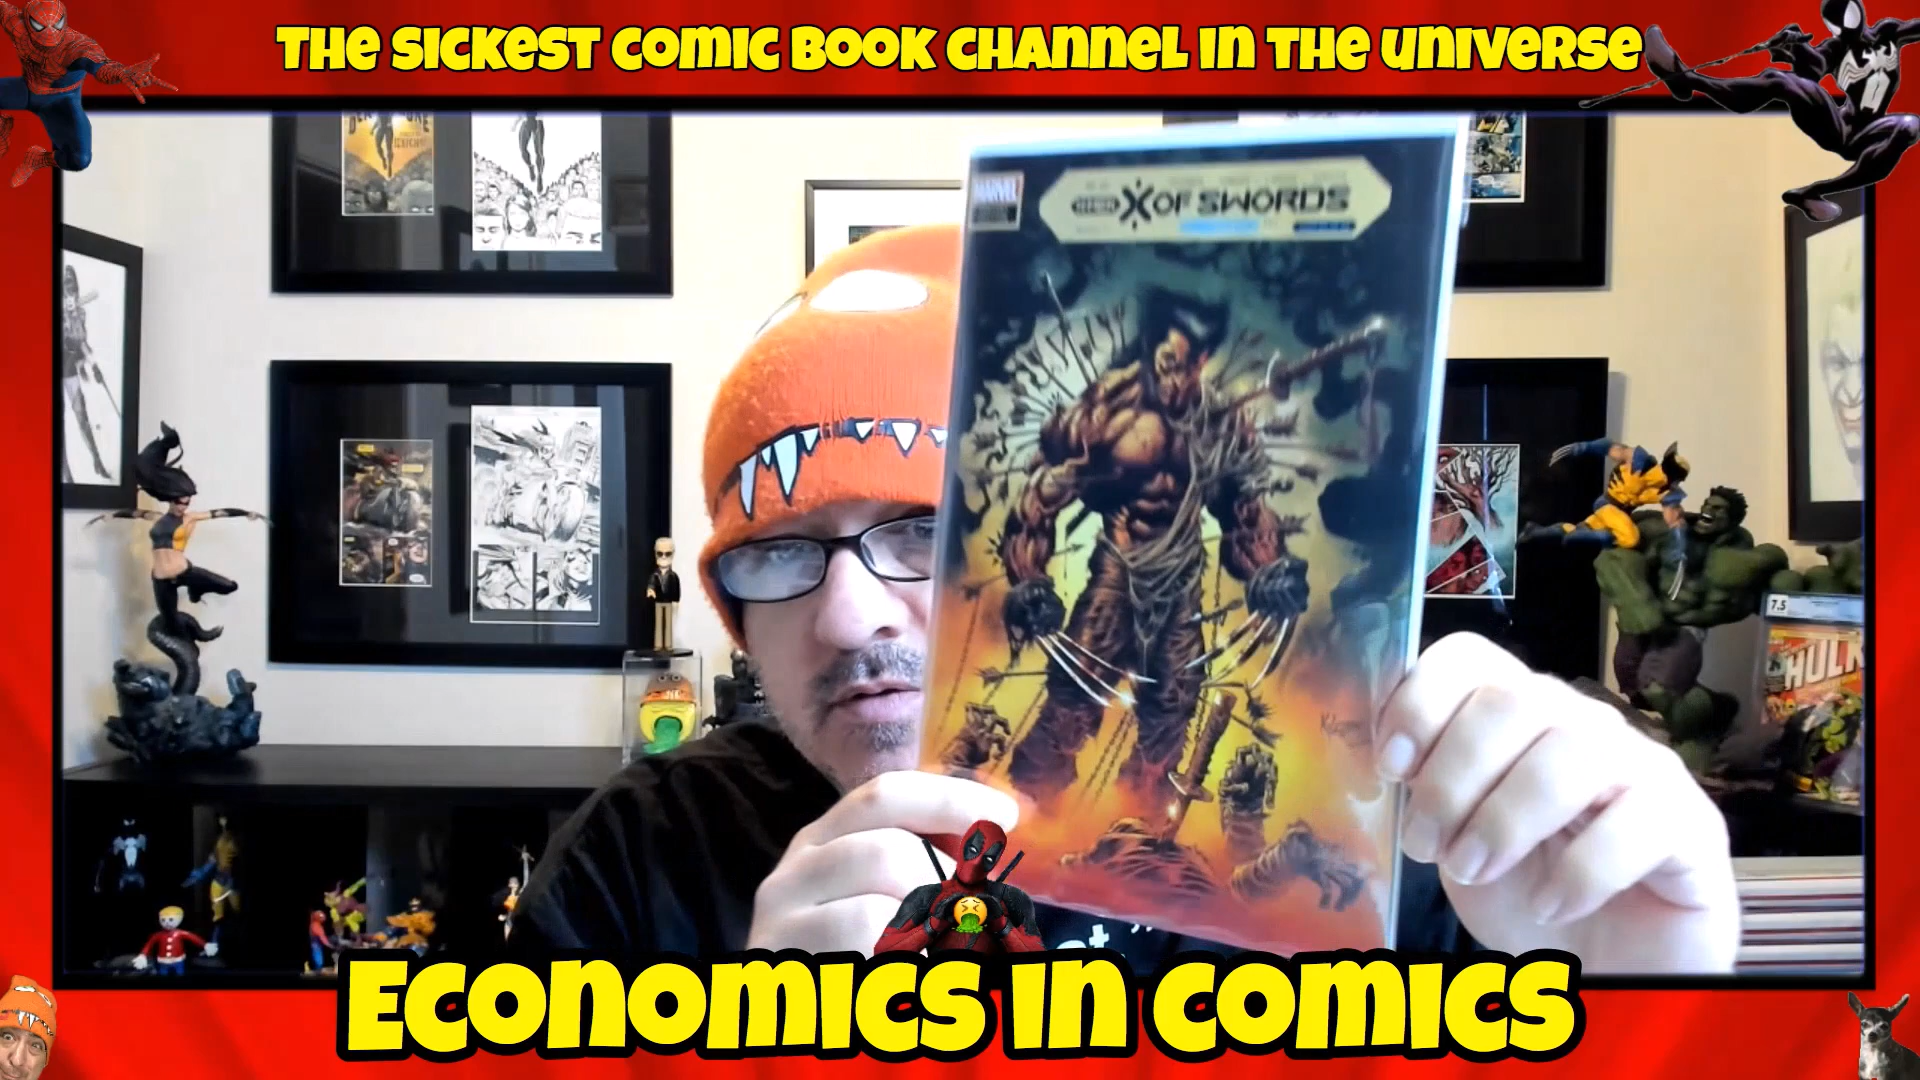 THE SICKEST COMIC BOOK CHANNEL IN THE UNIVERSE
MARVEL
X OF SWORDS
7.5
HULK
ECONOMICS IN COMICS